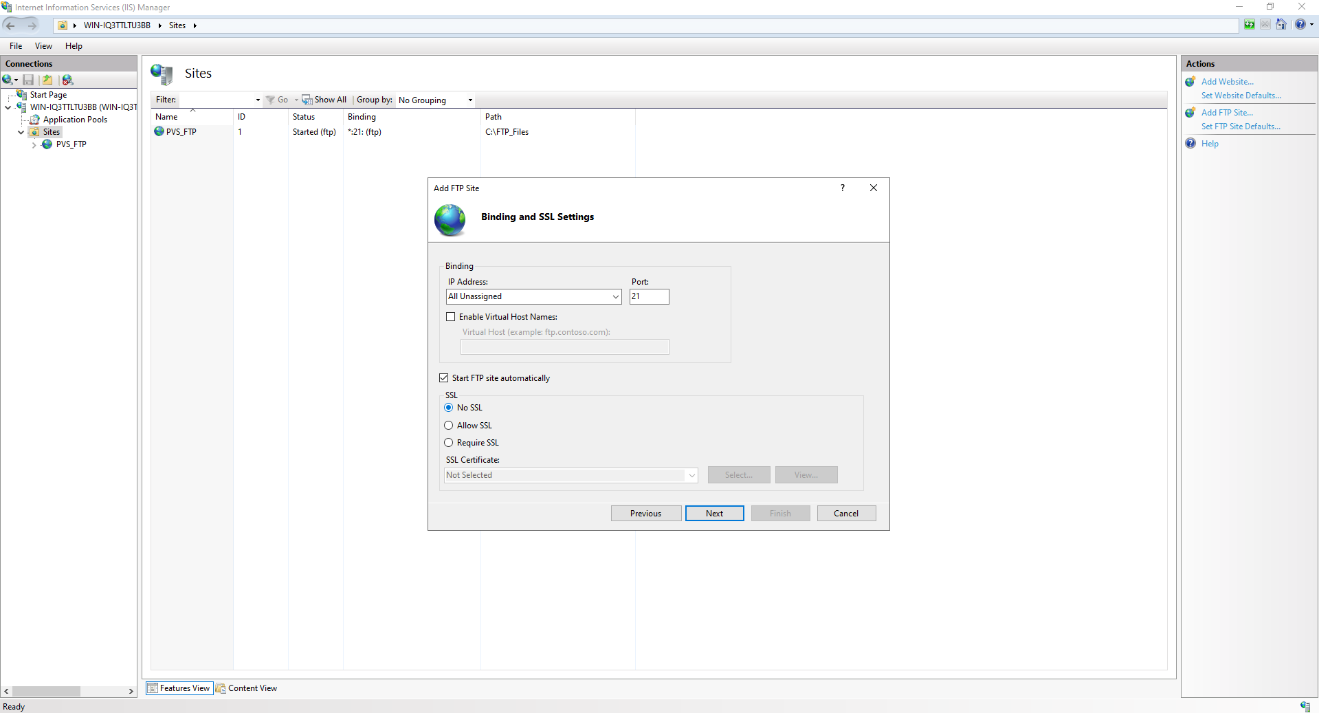 Internet Information Services (IIS) Manager
WIN-IQ3TTLTU3BB Sites
File View Help
Connections
Start Page
WIN-IQ3TTLTU3BB (WIN-IQ3T
Application Pools
Sites
PVS_FTP
Sites
Filter: Go Show All Group by: No Grouping
Name ID Status Binding Path
PVS_FTP 1 Started (ftp) *:21: (ftp) C:\FTP_Files
Add FTP Site ?
Binding and SSL Settings
Binding
IP Address: Port:
All Unassigned 21
Enable Virtual Host Names:
Virtual Host (example: ftp.contoso.com):
Start FTP site automatically
SSL
No SSL
Allow SSL
Require SSL
SSL Certificate:
Not Selected Select... View...
Previous Next Finish Cancel
Actions
Add Website...
Set Website Defaults...
Add FTP Site...
Set FTP Site Defaults...
Help
Features View Content View
Ready